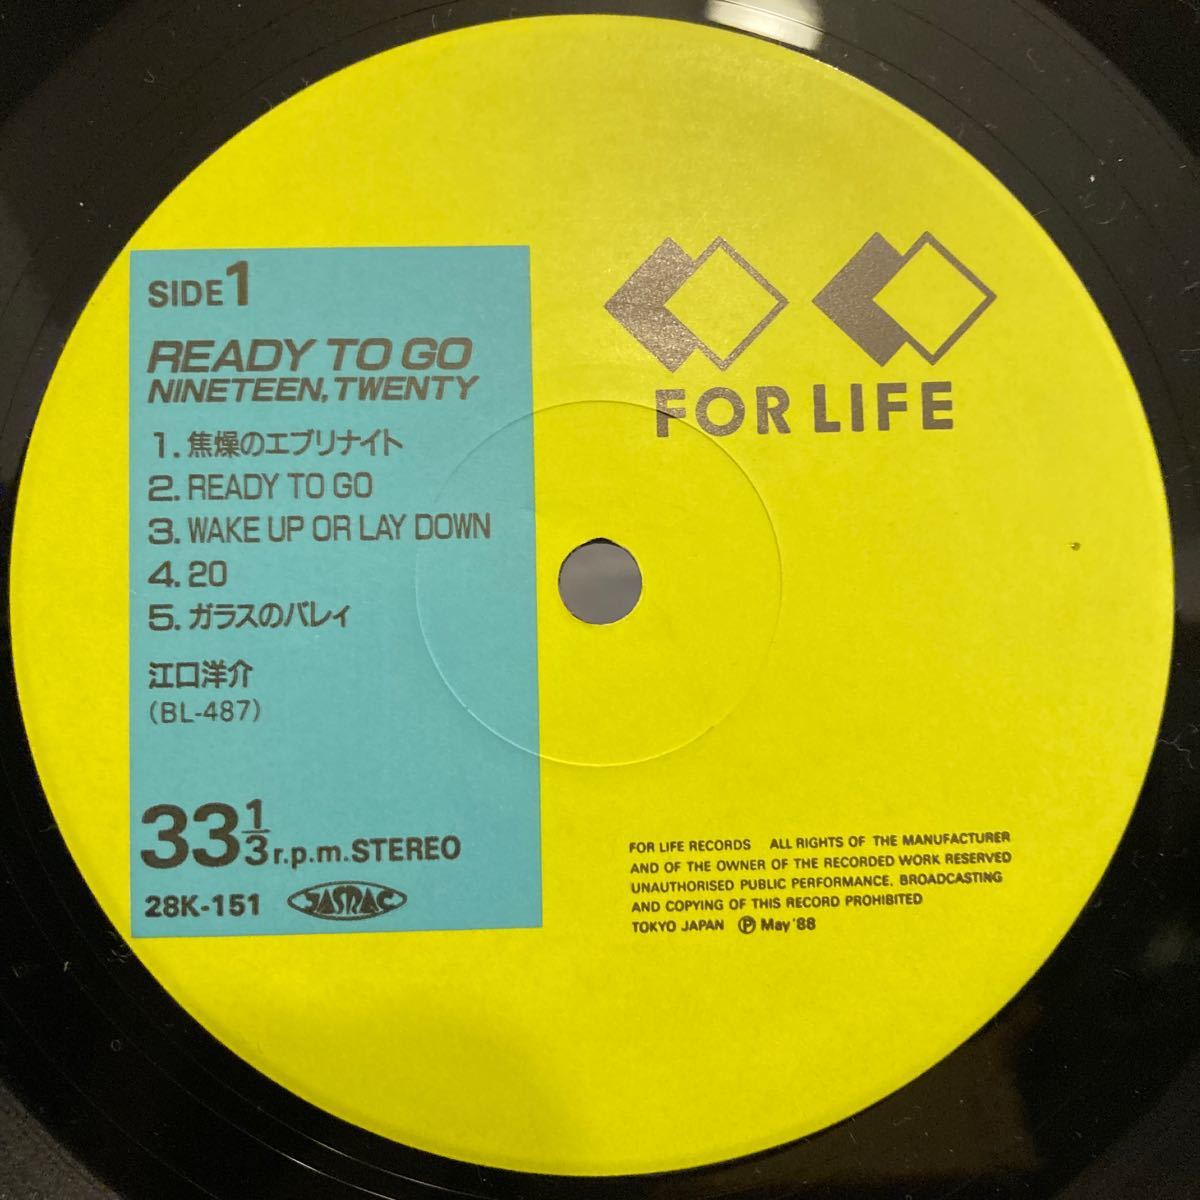 SIDE 1
READY TO GO
NINETEEN, TWENTY
1. 焦燥のエブリナイト
2. READY TO GO
3. WAKE UP OR LAY DOWN
4. 20
5. ガラスのバレィ
江口洋介
(BL-487)
33 1/3 r.p.m. STEREO
28K-151 JASRAC
FOR LIFE
FOR LIFE RECORDS ALL RIGHTS OF THE MANUFACTURER
AND OF THE OWNER OF THE RECORDED WORK RESERVED
UNAUTHORISED PUBLIC PERFORMANCE, BROADCASTING
AND COPYING OF THIS RECORD PROHIBITED
TOKYO JAPAN Ⓟ May '88